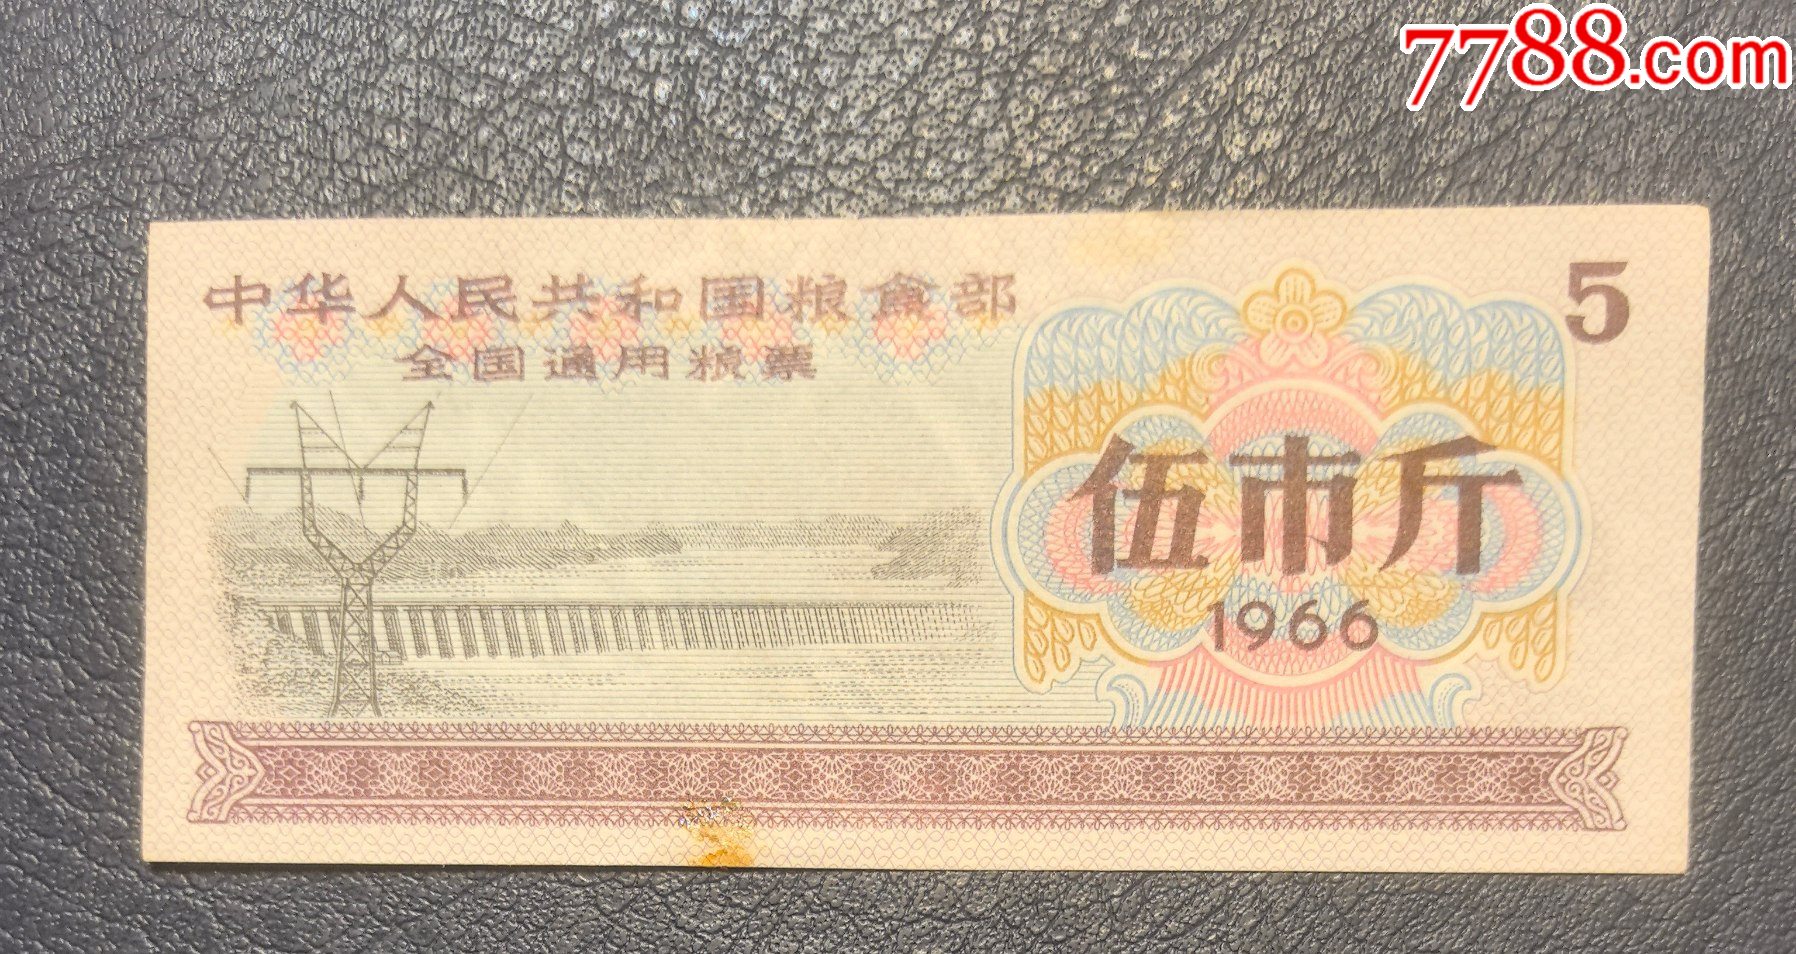 7788.com
中华人民共和国粮食部
5
全国通用粮票
伍市斤
1966